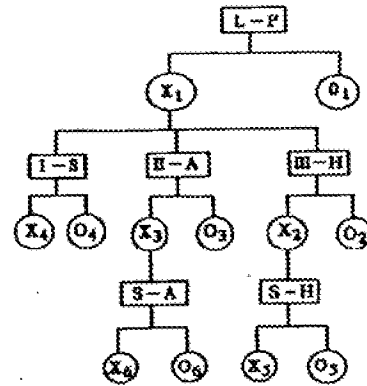 L – P
X1 O1
I – S II – A III – H
X4 O4 X3 O3 X2 O2
S – A S – H
X6 O6 X5 O5